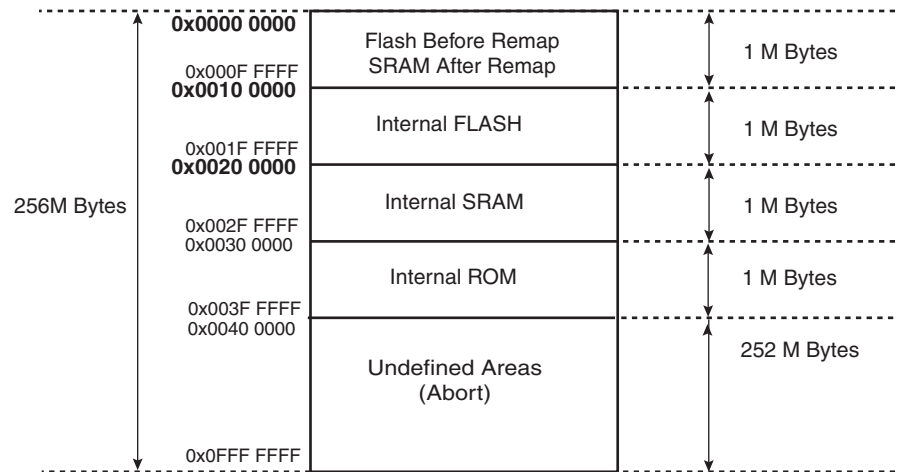 0x0000 0000
Flash Before Remap
SRAM After Remap
1 M Bytes
0x000F FFFF
0x0010 0000
Internal FLASH
1 M Bytes
0x001F FFFF
0x0020 0000
256M Bytes
Internal SRAM
1 M Bytes
0x002F FFFF
0x0030 0000
Internal ROM
1 M Bytes
0x003F FFFF
0x0040 0000
252 M Bytes
Undefined Areas
(Abort)
0x0FFF FFFF